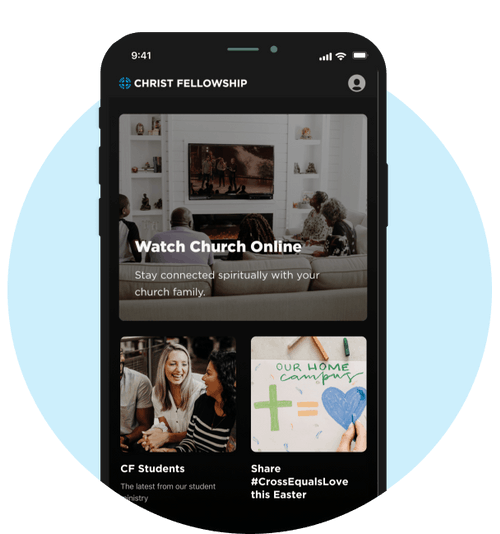 9:41
CHRIST FELLOWSHIP
Watch Church Online
Stay connected spiritually with your
church family.
OUR HOME
campus
+ =
CF Students
Share
#CrossEqualsLove
this Easter
The latest from our student
ministry